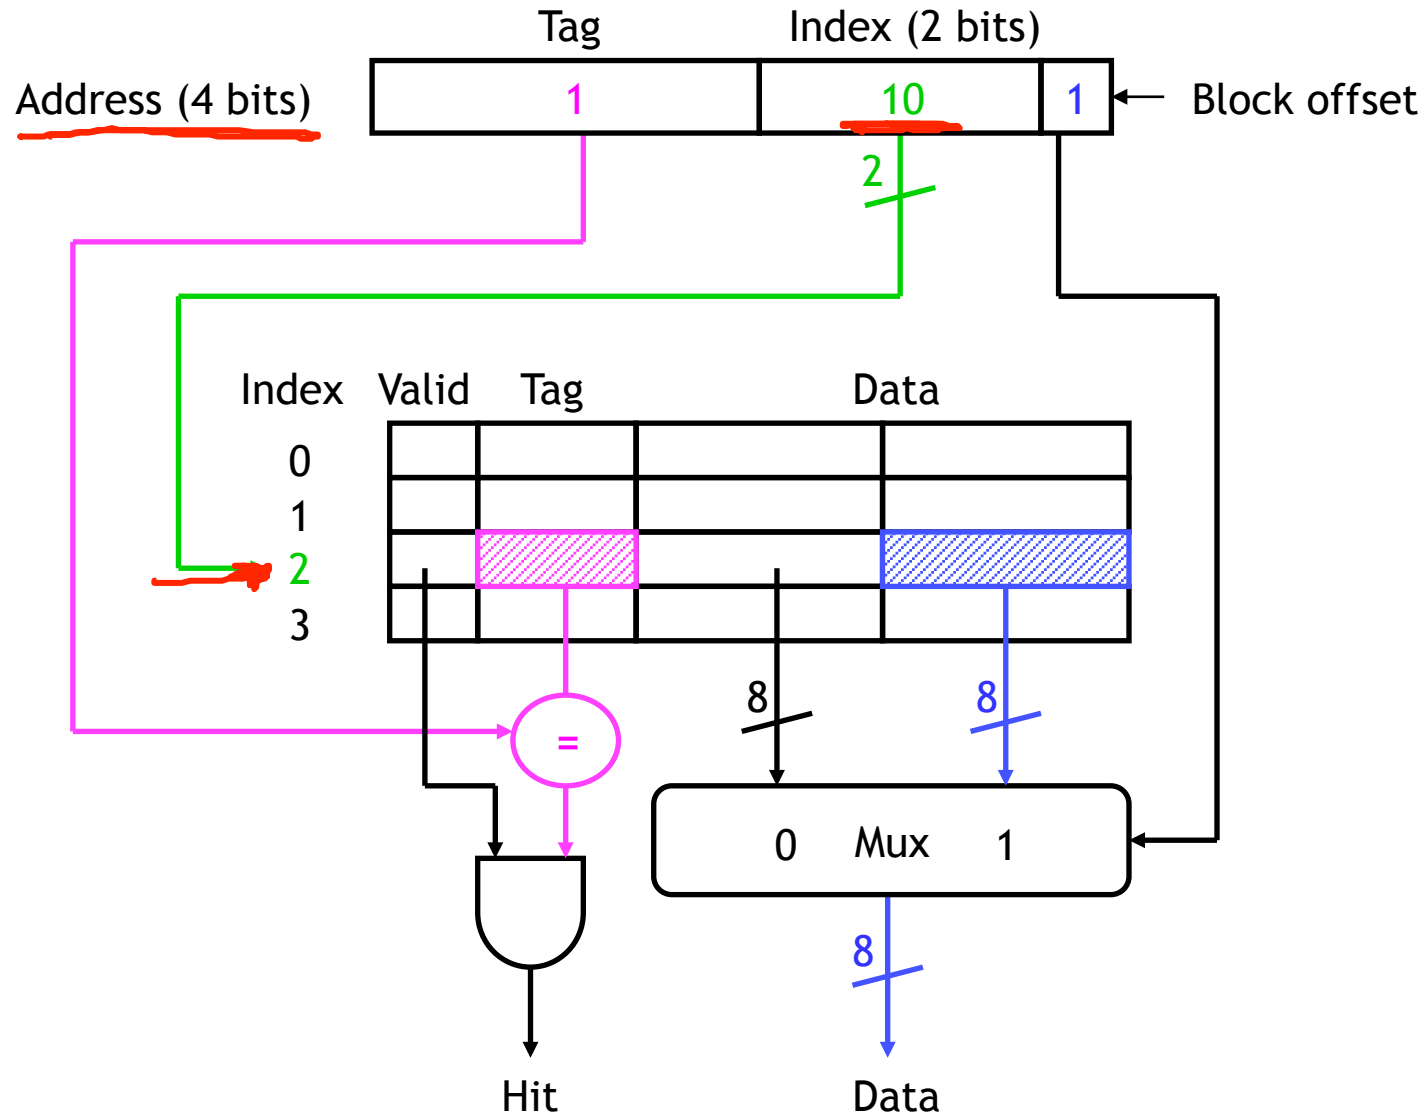 Tag Index (2 bits)
Address (4 bits) 1 10 1 Block offset
2
Index Valid Tag Data
0
1
2
3
8 8
=
0 Mux 1
8
Hit Data